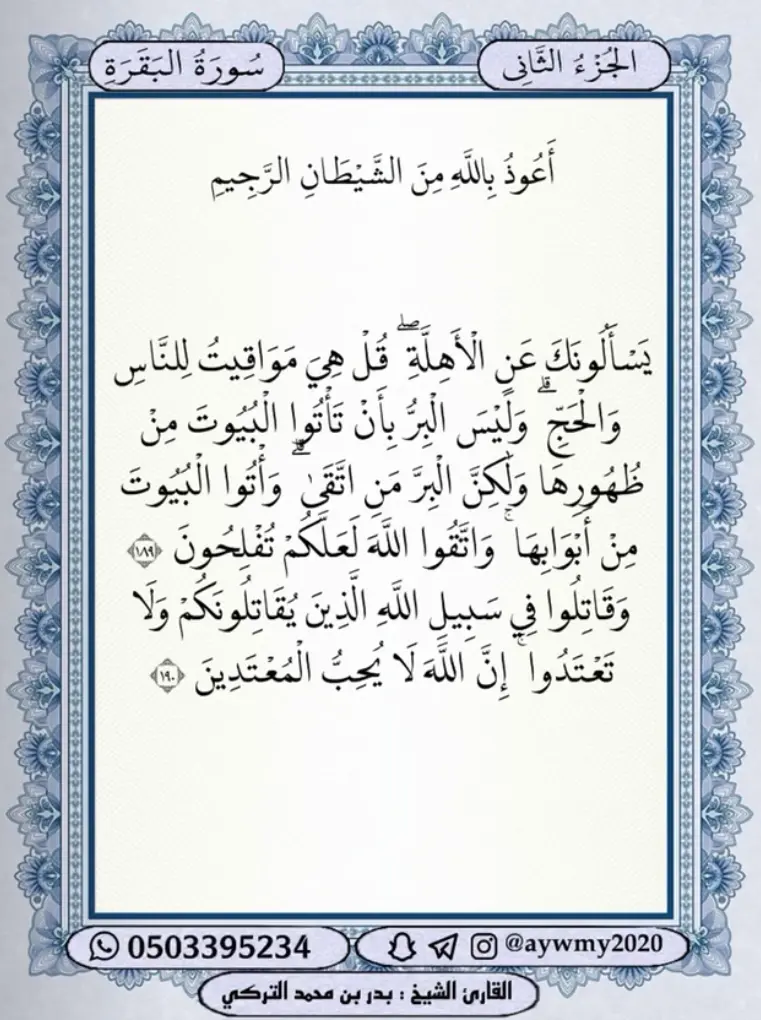 الجُزْءُ الثَّانِى
سُورَةُ البَقَرَةِ
أَعُوذُ بِاللَّهِ مِنَ الشَّيْطَانِ الرَّجِيمِ
يَسْأَلُونَكَ عَنِ الْأَهِلَّةِ ۖ قُلْ هِيَ مَوَاقِيتُ لِلنَّاسِ
وَالْحَجِّ ۗ وَلَيْسَ الْبِرُّ بِأَنْ تَأْتُوا الْبُيُوتَ مِنْ
ظُهُورِهَا وَلَٰكِنَّ الْبِرَّ مَنِ اتَّقَىٰ ۗ وَأْتُوا الْبُيُوتَ
مِنْ أَبْوَابِهَا ۚ وَاتَّقُوا اللَّهَ لَعَلَّكُمْ تُفْلِحُونَ ١٨٩
وَقَاتِلُوا فِي سَبِيلِ اللَّهِ الَّذِينَ يُقَاتِلُونَكُمْ وَلَا
تَعْتَدُوا ۚ إِنَّ اللَّهَ لَا يُحِبُّ الْمُعْتَدِينَ ١٩٠
0503395234
@aywmy2020
القارئ الشيخ : بدر بن محمد التركي